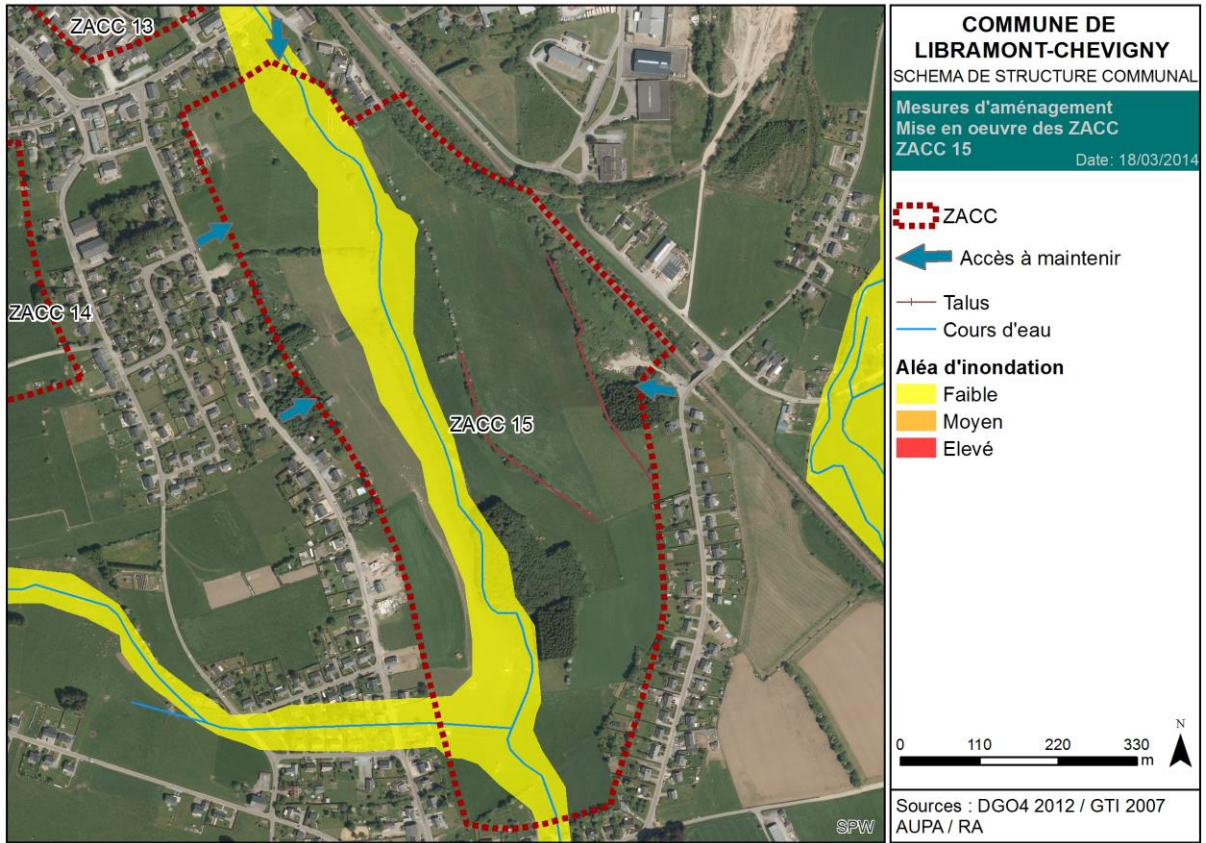 ZACC 13
ZACC 14
ZACC 15
SPW
COMMUNE DE
LIBRAMONT-CHEVIGNY
SCHEMA DE STRUCTURE COMMUNAL
Mesures d'aménagement
Mise en oeuvre des ZACC
ZACC 15
Date: 18/03/2014
ZACC
Accès à maintenir
Talus
Cours d'eau
Aléa d'inondation
Faible
Moyen
Elevé
N
0 110 220 330
m
Sources : DGO4 2012 / GTI 2007
AUPA / RA